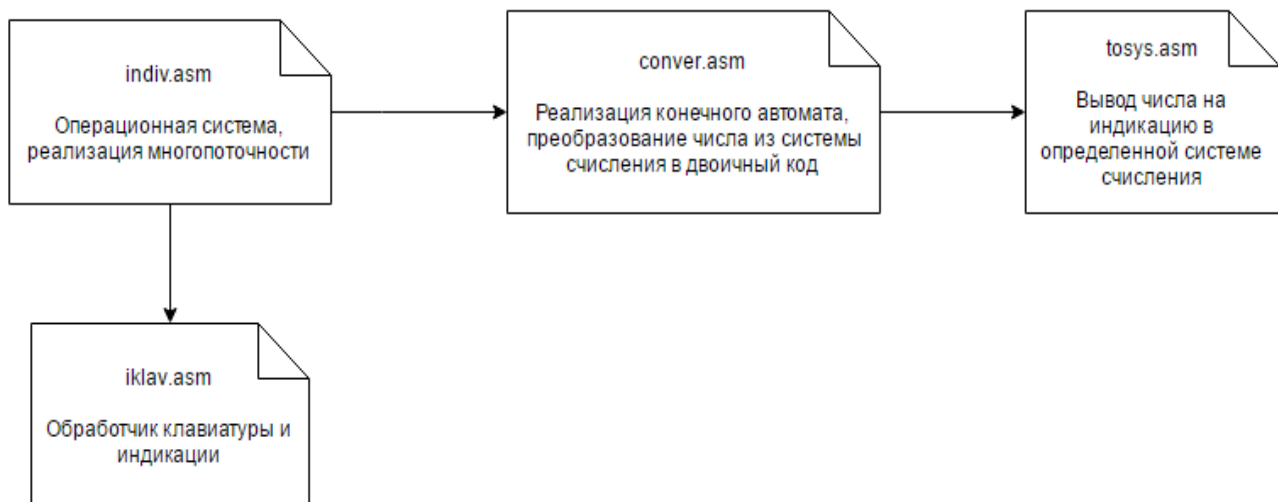 indiv.asm
Операционная система,
реализация многопоточности
conver.asm
Реализация конечного автомата,
преобразование числа из системы
счисления в двоичный код
tosys.asm
Вывод числа на
индикацию в
определенной системе
счисления
iklav.asm
Обработчик клавиатуры и
индикации